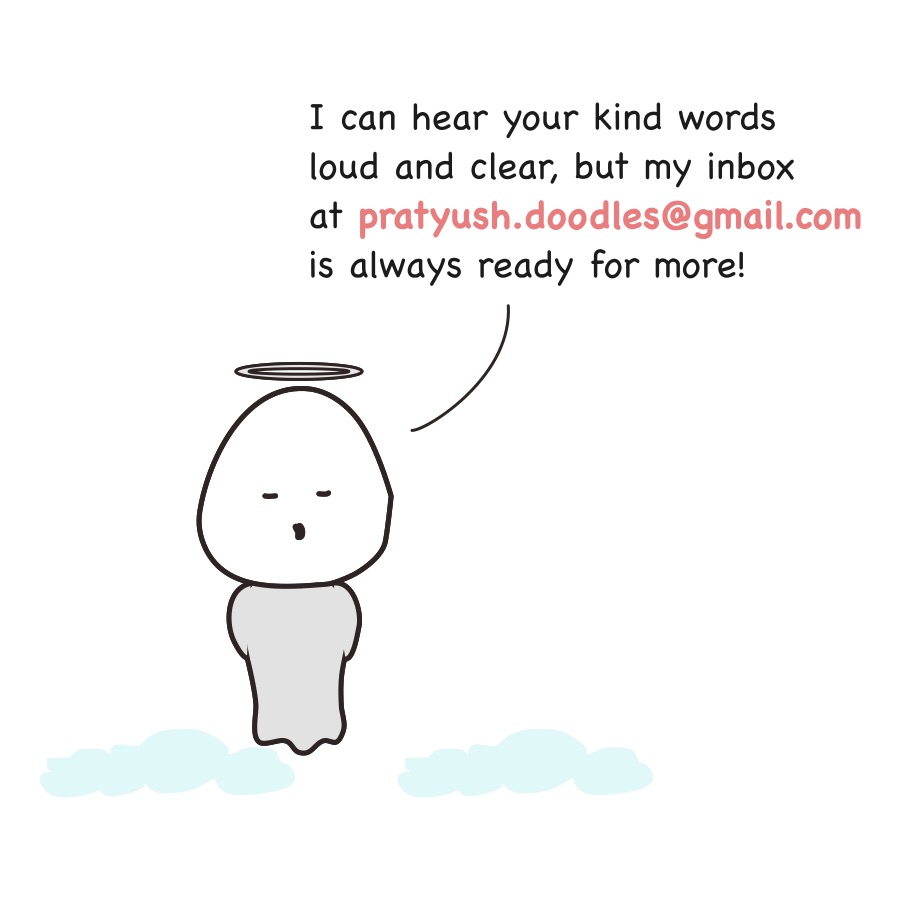 I can hear your kind words
loud and clear, but my inbox
at pratyush.doodles@gmail.com
is always ready for more!